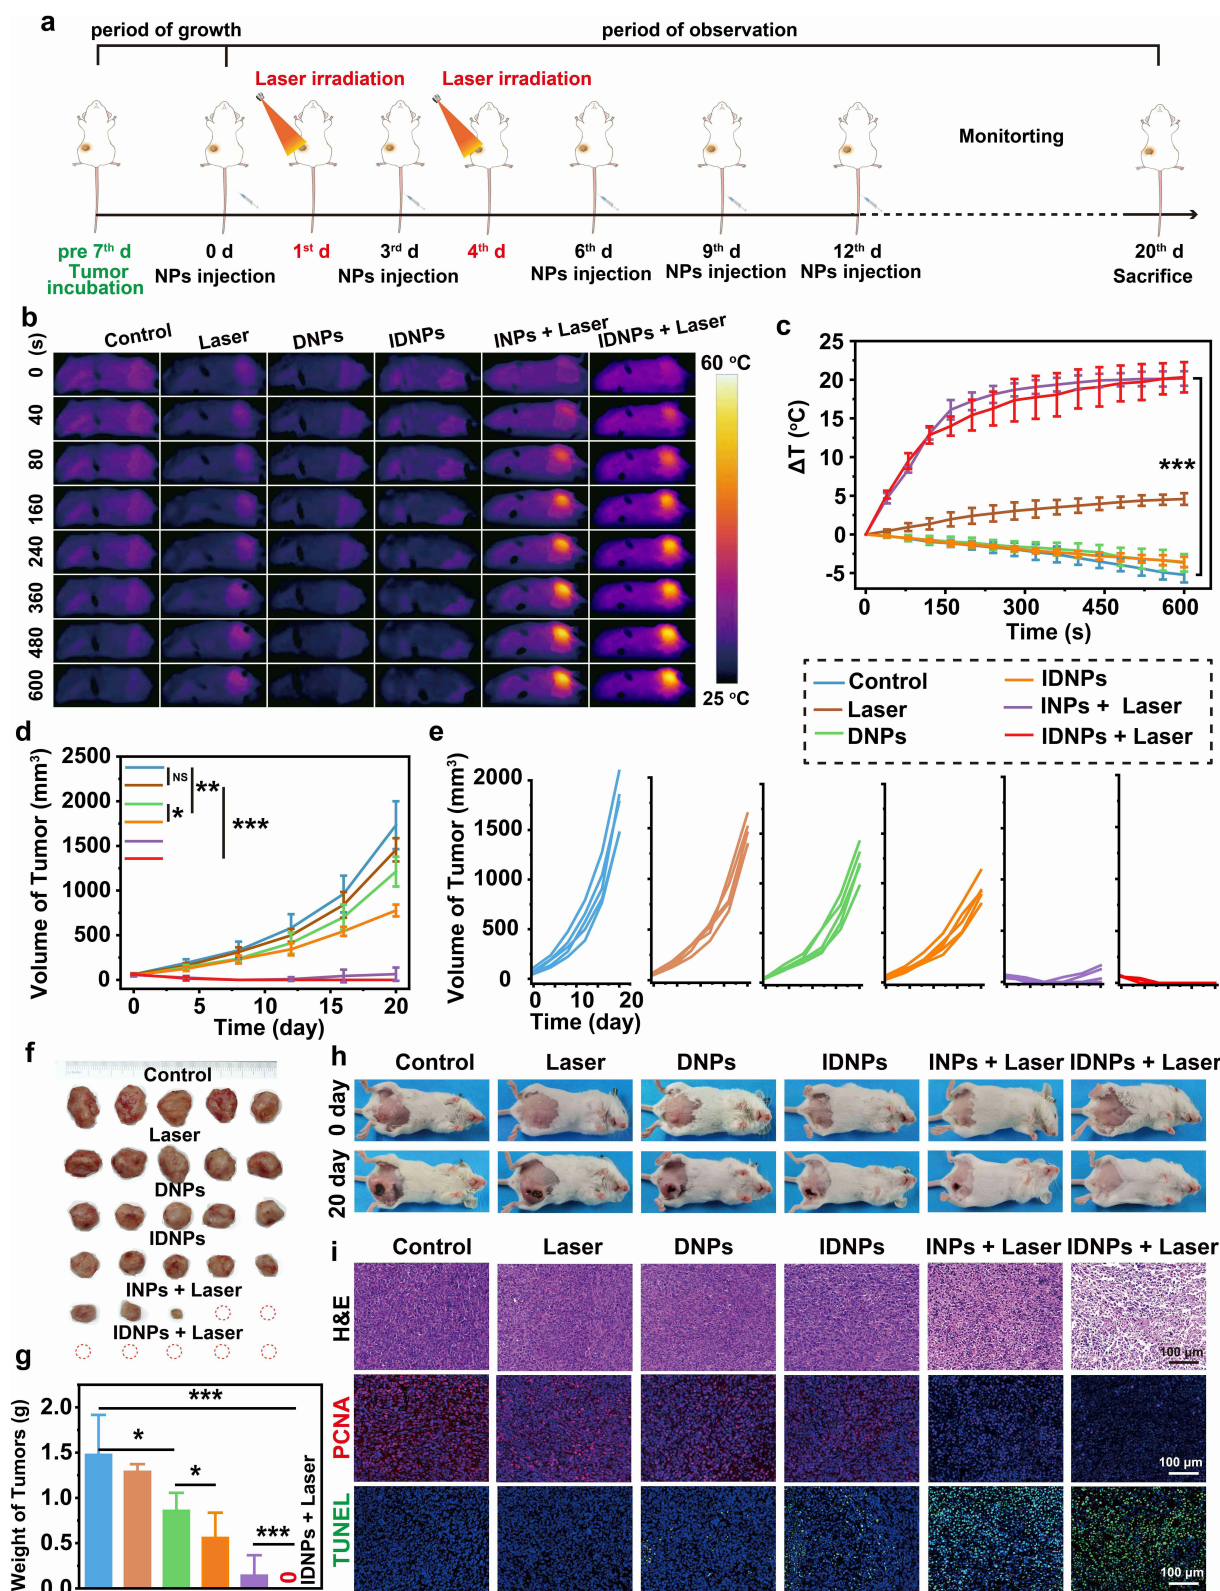 a
period of growth
period of observation
Laser irradiation
Laser irradiation
Monitorting
pre 7th d
Tumor
incubation
0 d
NPs injection
1st d
3rd d
NPs injection
4th d
6th d
NPs injection
9th d
NPs injection
12th d
NPs injection
20th d
Sacrifice
b
Control
Laser
DNPs
IDNPs
INPs + Laser
IDNPs + Laser
(s)
0
40
80
160
240
360
480
600
60 °C
25 °C
c
ΔT (°C)
25
20
15
10
5
0
-5
***
0 150 300 450 600
Time (s)
Control
Laser
DNPs
IDNPs
INPs + Laser
IDNPs + Laser
d
Volume of Tumor (mm³)
2500
2000
1500
1000
500
0
NS
**
*
***
0 5 10 15 20
Time (day)
e
Volume of Tumor (mm³)
2000
1500
1000
500
0
0 10 20
Time (day)
f
Control
Laser
DNPs
IDNPs
INPs + Laser
IDNPs + Laser
g
Weight of Tumors (g)
2.0
1.5
1.0
0.5
0.0
***
*
*
***
0
IDNPs + Laser
h
Control
Laser
DNPs
IDNPs
INPs + Laser
IDNPs + Laser
0 day
20 day
i
Control
Laser
DNPs
IDNPs
INPs + Laser
IDNPs + Laser
H&E
100 μm
PCNA
100 μm
TUNEL
100 μm